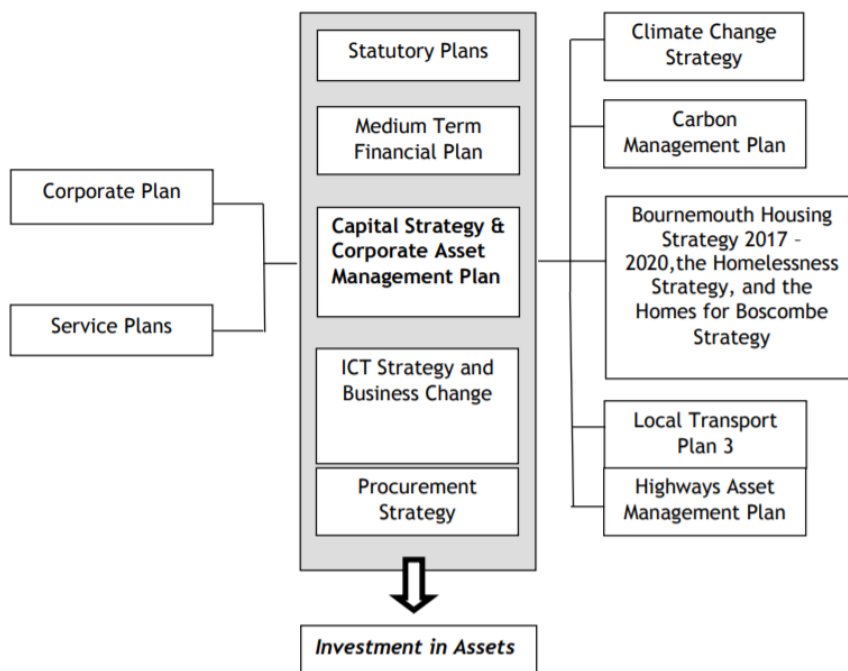 Corporate Plan
Service Plans
Statutory Plans
Medium Term
Financial Plan
Capital Strategy &
Corporate Asset
Management Plan
ICT Strategy and
Business Change
Procurement
Strategy
Investment in Assets
Climate Change
Strategy
Carbon
Management Plan
Bournemouth Housing
Strategy 2017 –
2020,the Homelessness
Strategy, and the
Homes for Boscombe
Strategy
Local Transport
Plan 3
Highways Asset
Management Plan